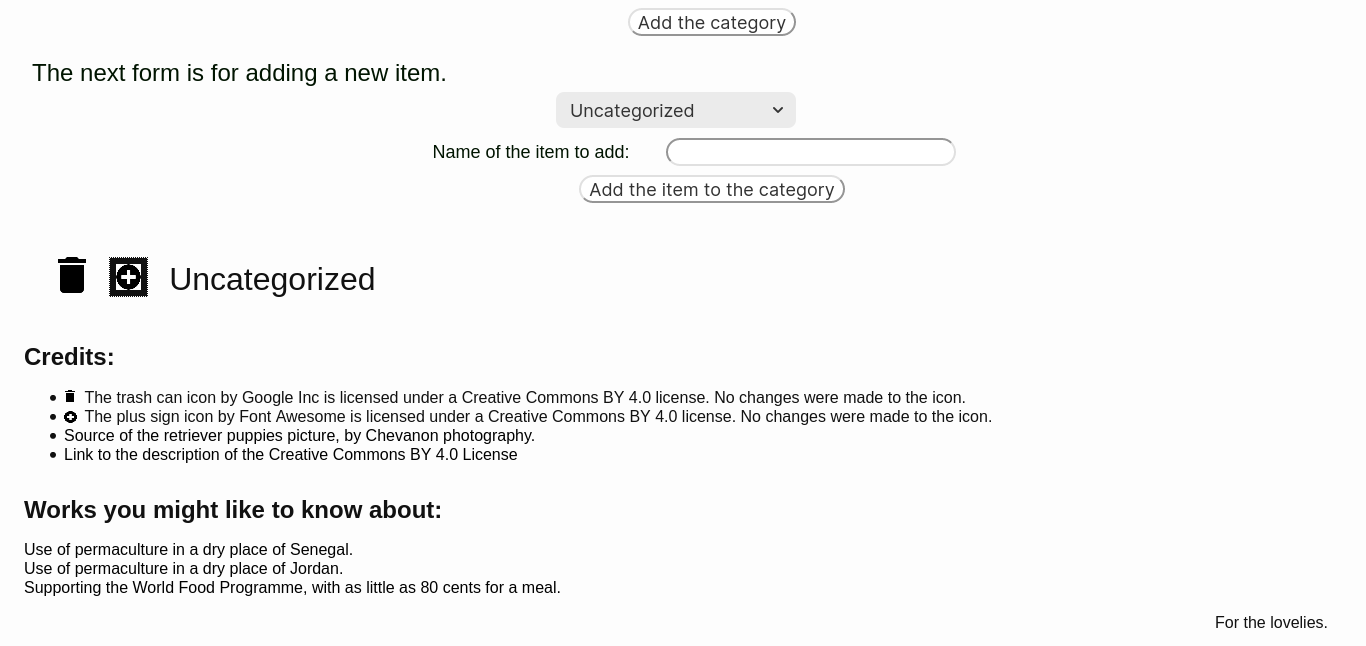 Add the category
The next form is for adding a new item.
Uncategorized
Name of the item to add:
Add the item to the category
Uncategorized
Credits:
The trash can icon by Google Inc is licensed under a Creative Commons BY 4.0 license. No changes were made to the icon.
The plus sign icon by Font Awesome is licensed under a Creative Commons BY 4.0 license. No changes were made to the icon.
Source of the retriever puppies picture, by Chevanon photography.
Link to the description of the Creative Commons BY 4.0 License
Works you might like to know about:
Use of permaculture in a dry place of Senegal.
Use of permaculture in a dry place of Jordan.
Supporting the World Food Programme, with as little as 80 cents for a meal.
For the lovelies.